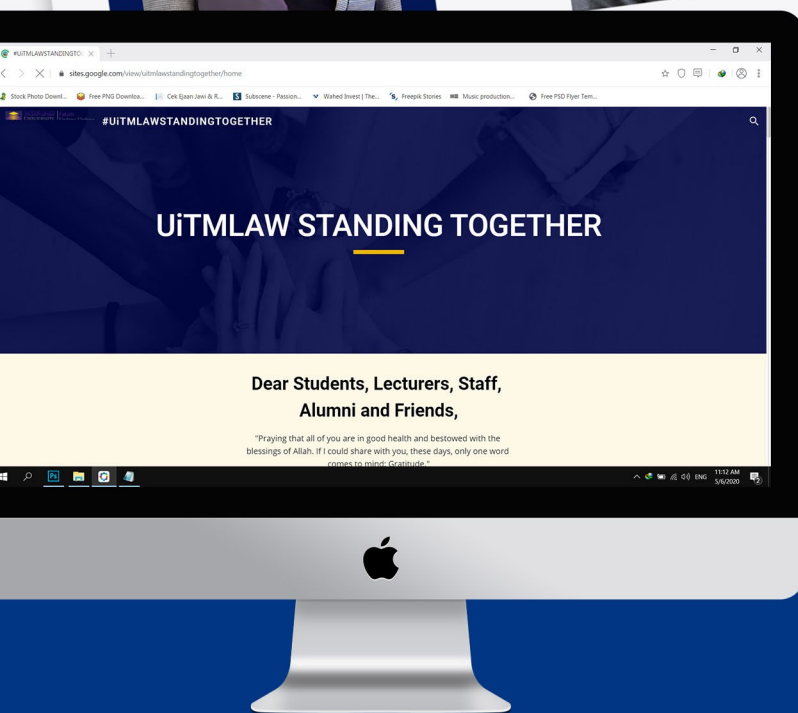 #UiTMLAWSTANDINGTO
sites.google.com/view/uitmlawstandingtogether/home
Stock Photo Downl... Free PNG Downloa... Cek Ejaan Jawi & R... Subscene - Passion... Wahed Invest | The... Freepik Stories Music production... Free PSD Flyer Tem...
#UiTMLAWSTANDINGTOGETHER
UiTMLAW STANDING TOGETHER
Dear Students, Lecturers, Staff,
Alumni and Friends,
"Praying that all of you are in good health and bestowed with the
blessings of Allah. If I could share with you, these days, only one word
comes to mind: Gratitude."
Ps
ENG
11:12 AM
5/6/2020
2